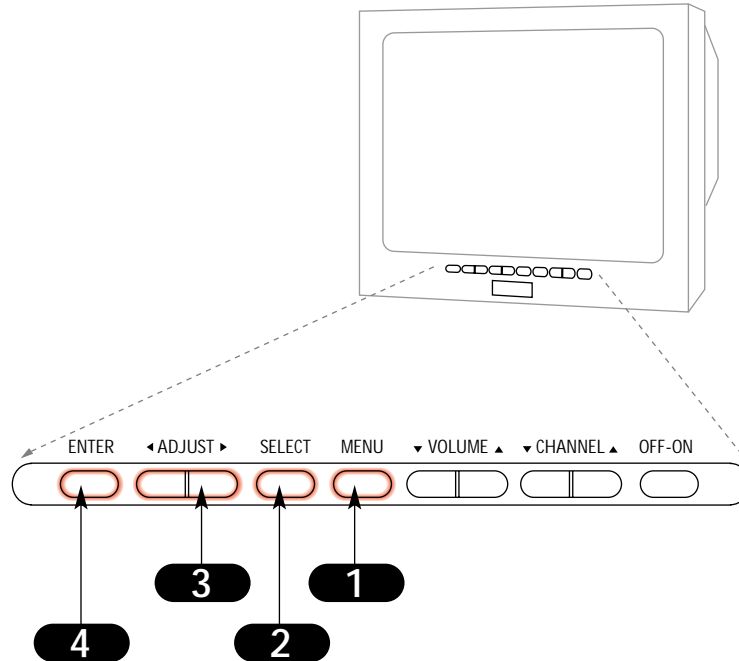 ENTER ◂ ADJUST ▸ SELECT MENU ▾ VOLUME ▴ ▾ CHANNEL ▴ OFF-ON
3 1
4 2